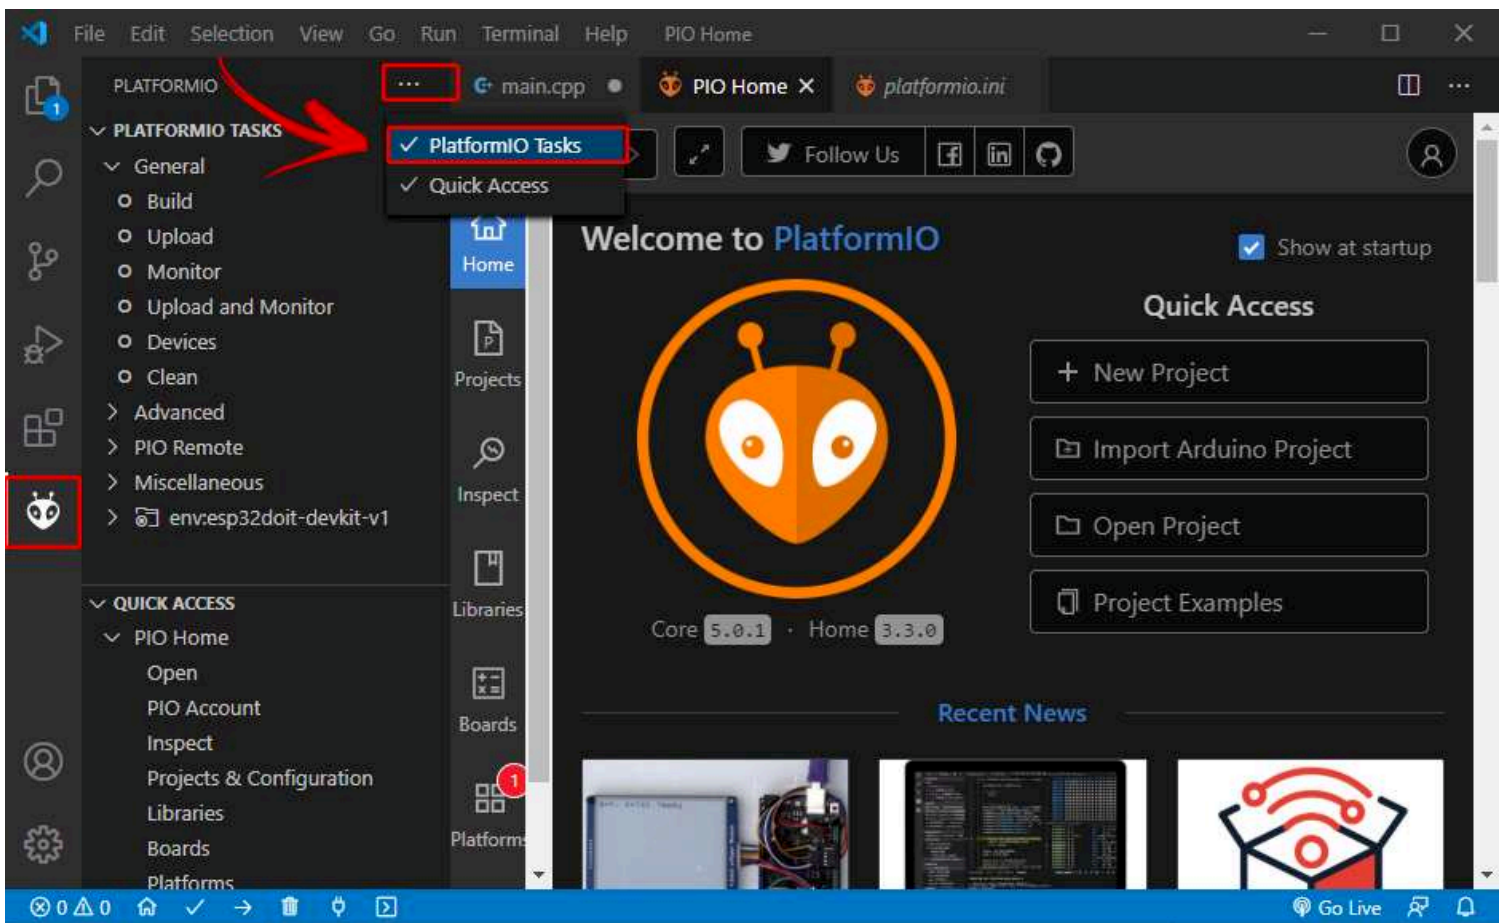 File Edit Selection View Go Run Terminal Help PIO Home
1
PLATFORMIO
PLATFORMIO TASKS
General
Build
Upload
Monitor
Upload and Monitor
Devices
Clean
Advanced
PIO Remote
Miscellaneous
env:esp32doit-devkit-v1
QUICK ACCESS
PIO Home
Open
PIO Account
Inspect
Projects & Configuration
Libraries
Boards
Platforms
main.cpp
PIO Home
platformio.ini
PlatformIO Tasks
Quick Access
Follow Us
Home
Projects
Inspect
Libraries
Boards
1
Platforms
Welcome to PlatformIO
Show at startup
Core 5.0.1 · Home 3.3.0
Quick Access
New Project
Import Arduino Project
Open Project
Project Examples
Recent News
0 0
Go Live